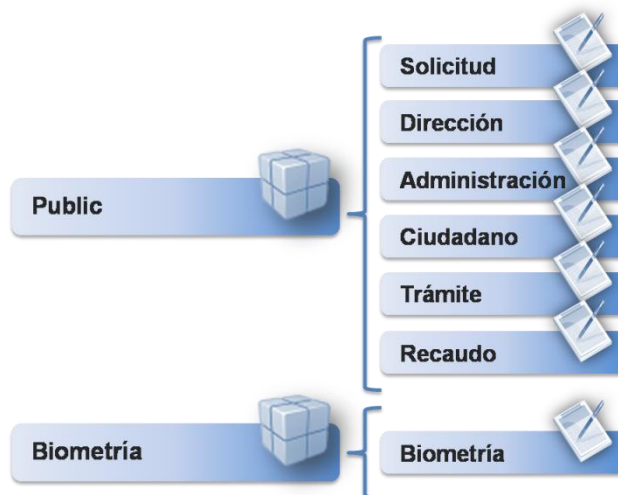 Public
Solicitud
Dirección
Administración
Ciudadano
Trámite
Recaudo
Biometría
Biometría